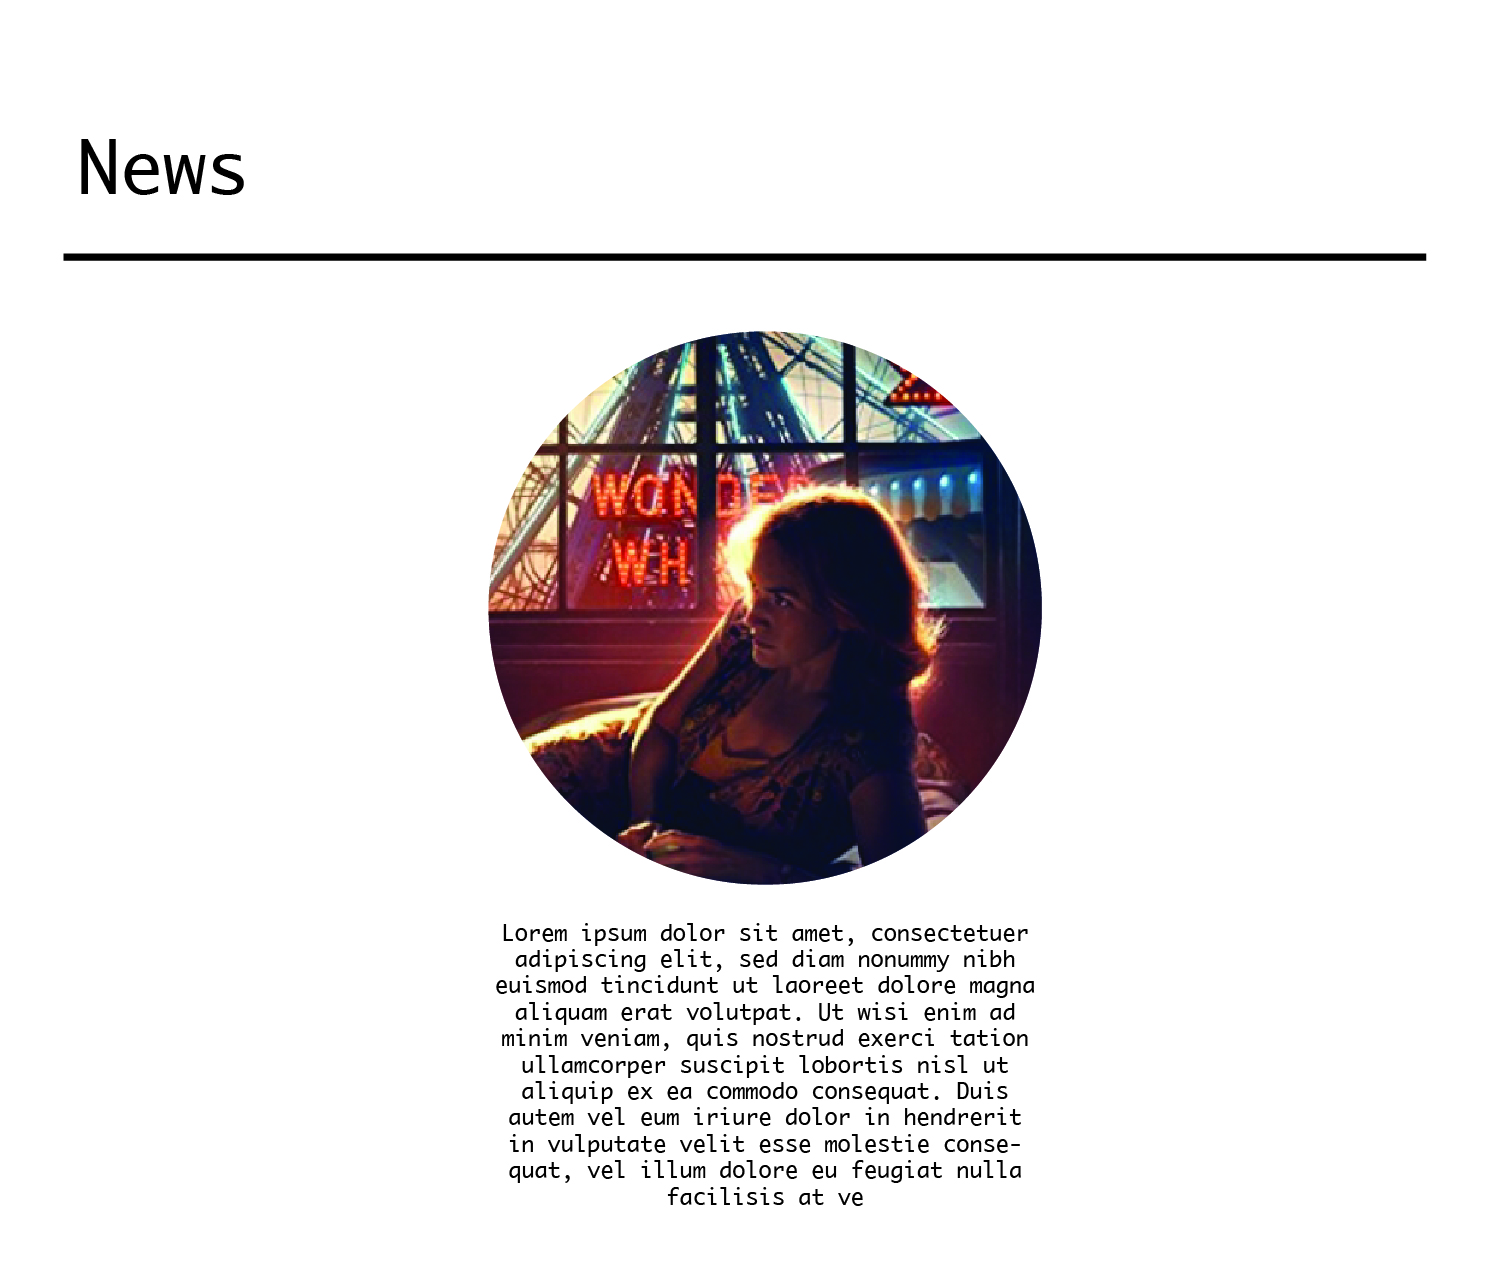 News
WONDER
WH
Lorem ipsum dolor sit amet, consectetuer
adipiscing elit, sed diam nonummy nibh
euismod tincidunt ut laoreet dolore magna
aliquam erat volutpat. Ut wisi enim ad
minim veniam, quis nostrud exerci tation
ullamcorper suscipit lobortis nisl ut
aliquip ex ea commodo consequat. Duis
autem vel eum iriure dolor in hendrerit
in vulputate velit esse molestie conse-
quat, vel illum dolore eu feugiat nulla
facilisis at ve